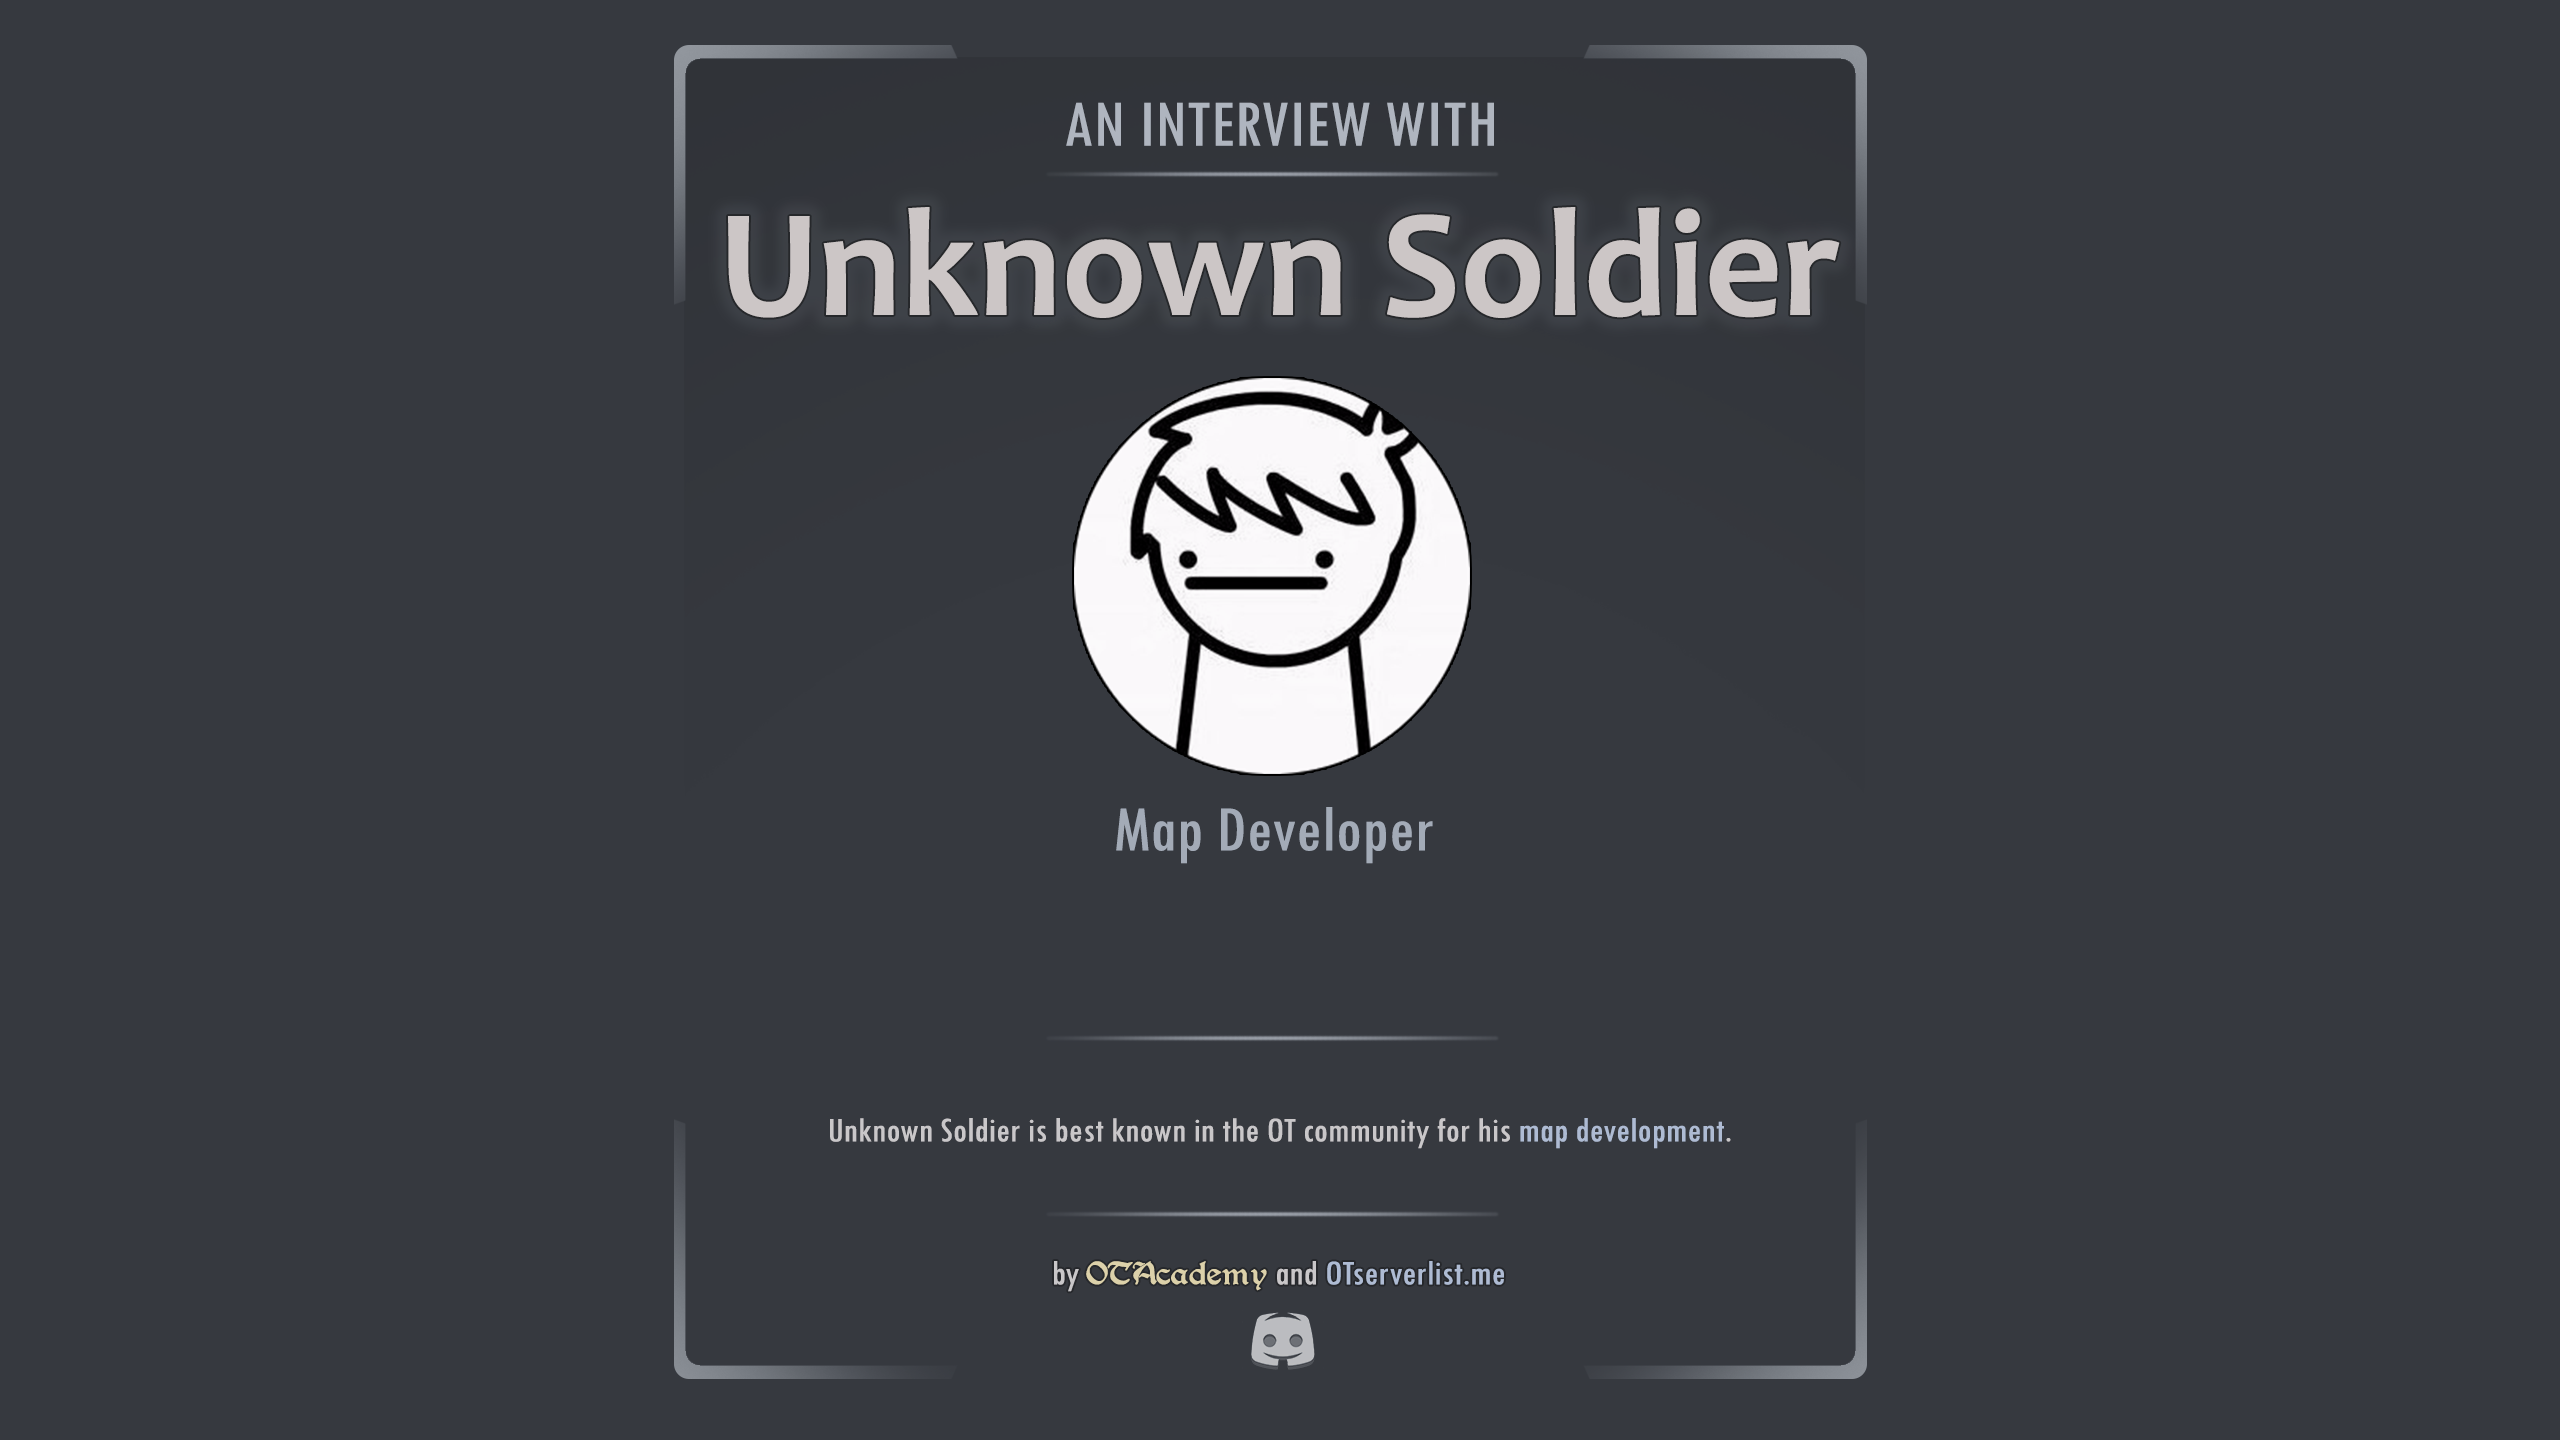 AN INTERVIEW WITH
Unknown Soldier
Map Developer
Unknown Soldier is best known in the OT community for his map development.
by OTAcademy and OTserverlist.me